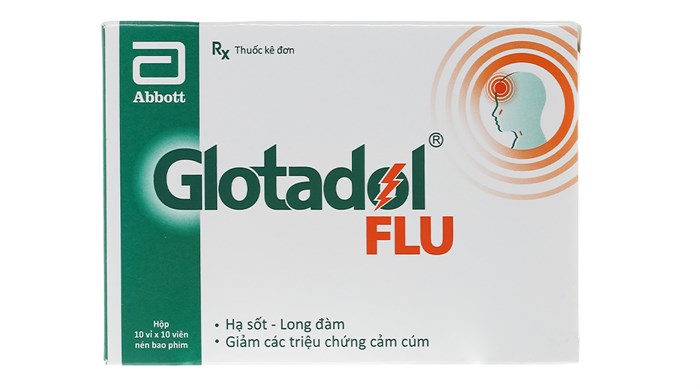 Abbott
Rx Thuốc kê đơn
Glotadol®
FLU
Hộp
10 vỉ x 10 viên
nén bao phim
• Hạ sốt - Long đàm
• Giảm các triệu chứng cảm cúm